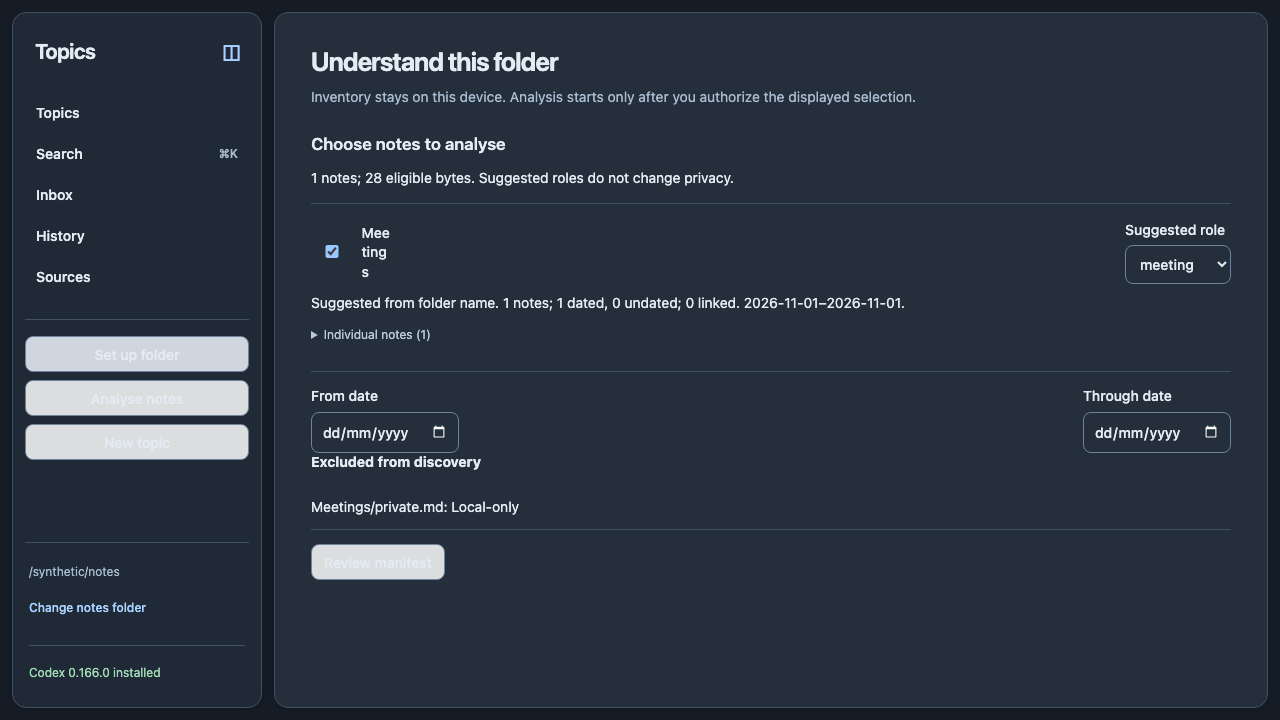 Topics
Topics
Search ⌘K
Inbox
History
Sources
Set up folder
Analyse notes
New topic
/synthetic/notes
Change notes folder
Codex 0.166.0 installed
Understand this folder
Inventory stays on this device. Analysis starts only after you authorize the displayed selection.
Choose notes to analyse
1 notes; 28 eligible bytes. Suggested roles do not change privacy.
Mee
ting
s
Suggested role
meeting
Suggested from folder name. 1 notes; 1 dated, 0 undated; 0 linked. 2026-11-01–2026-11-01.
Individual notes (1)
From date
dd/mm/yyyy
Through date
dd/mm/yyyy
Excluded from discovery
Meetings/private.md: Local-only
Review manifest